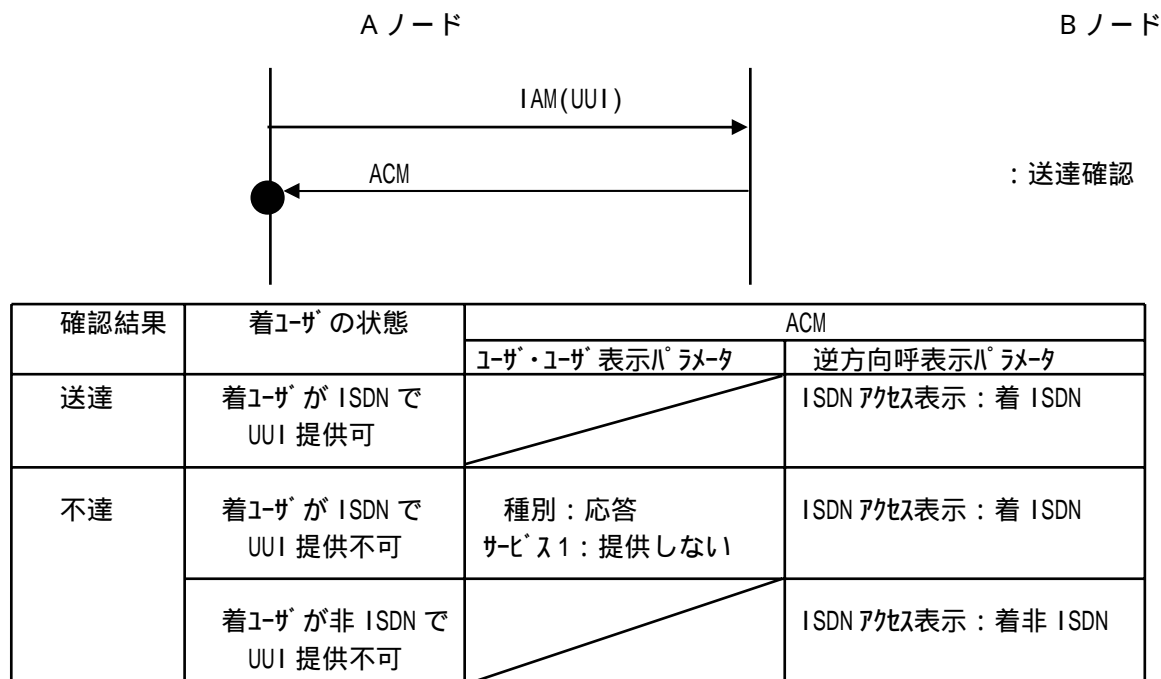 Aノード
Bノード
IAM(UUI)
ACM
:送達確認
確認結果
着ユーザの状態
ACM
ユーザ・ユーザ表示パラメータ
逆方向呼表示パラメータ
送達
着ユーザが ISDN で
UUI 提供可
ISDN アクセス表示:着 ISDN
不達
着ユーザが ISDN で
UUI 提供不可
種別:応答
サービス1:提供しない
ISDN アクセス表示:着 ISDN
着ユーザが非 ISDN で
UUI 提供不可
ISDN アクセス表示:着非 ISDN